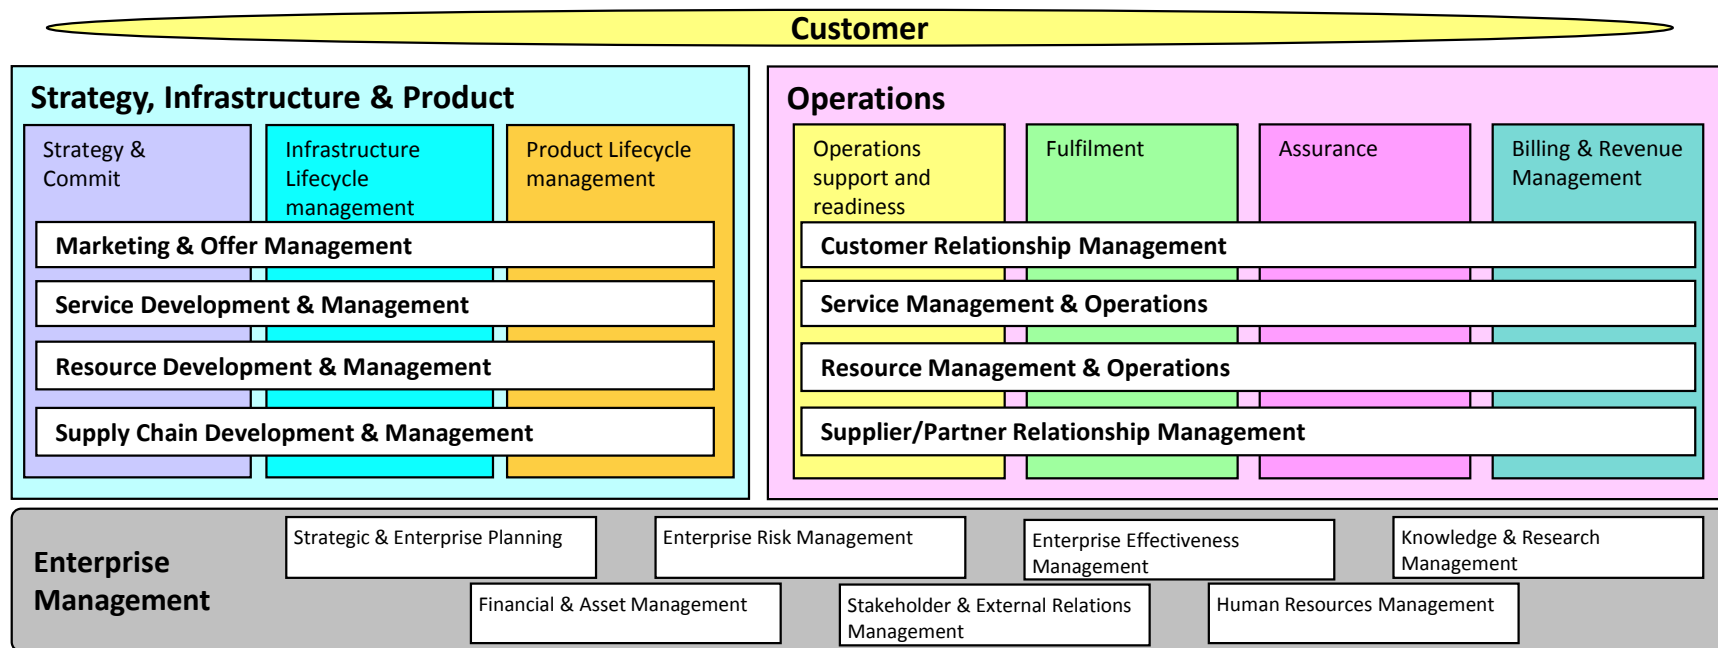 Customer
Strategy, Infrastructure & Product
Strategy &
Commit
Infrastructure
Lifecycle
management
Product Lifecycle
management
Marketing & Offer Management
Service Development & Management
Resource Development & Management
Supply Chain Development & Management
Operations
Operations
support and
readiness
Fulfilment
Assurance
Billing & Revenue
Management
Customer Relationship Management
Service Management & Operations
Resource Management & Operations
Supplier/Partner Relationship Management
Enterprise
Management
Strategic & Enterprise Planning
Enterprise Risk Management
Enterprise Effectiveness
Management
Knowledge & Research
Management
Financial & Asset Management
Stakeholder & External Relations
Management
Human Resources Management